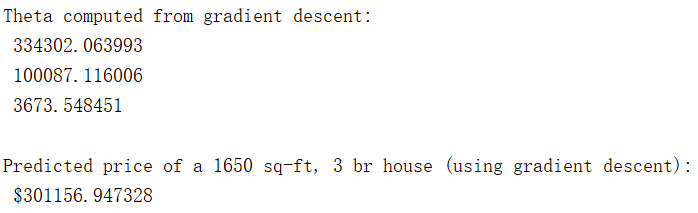 Theta computed from gradient descent:
334302.063993
100087.116006
3673.548451
Predicted price of a 1650 sq-ft, 3 br house (using gradient descent):
$301156.947328